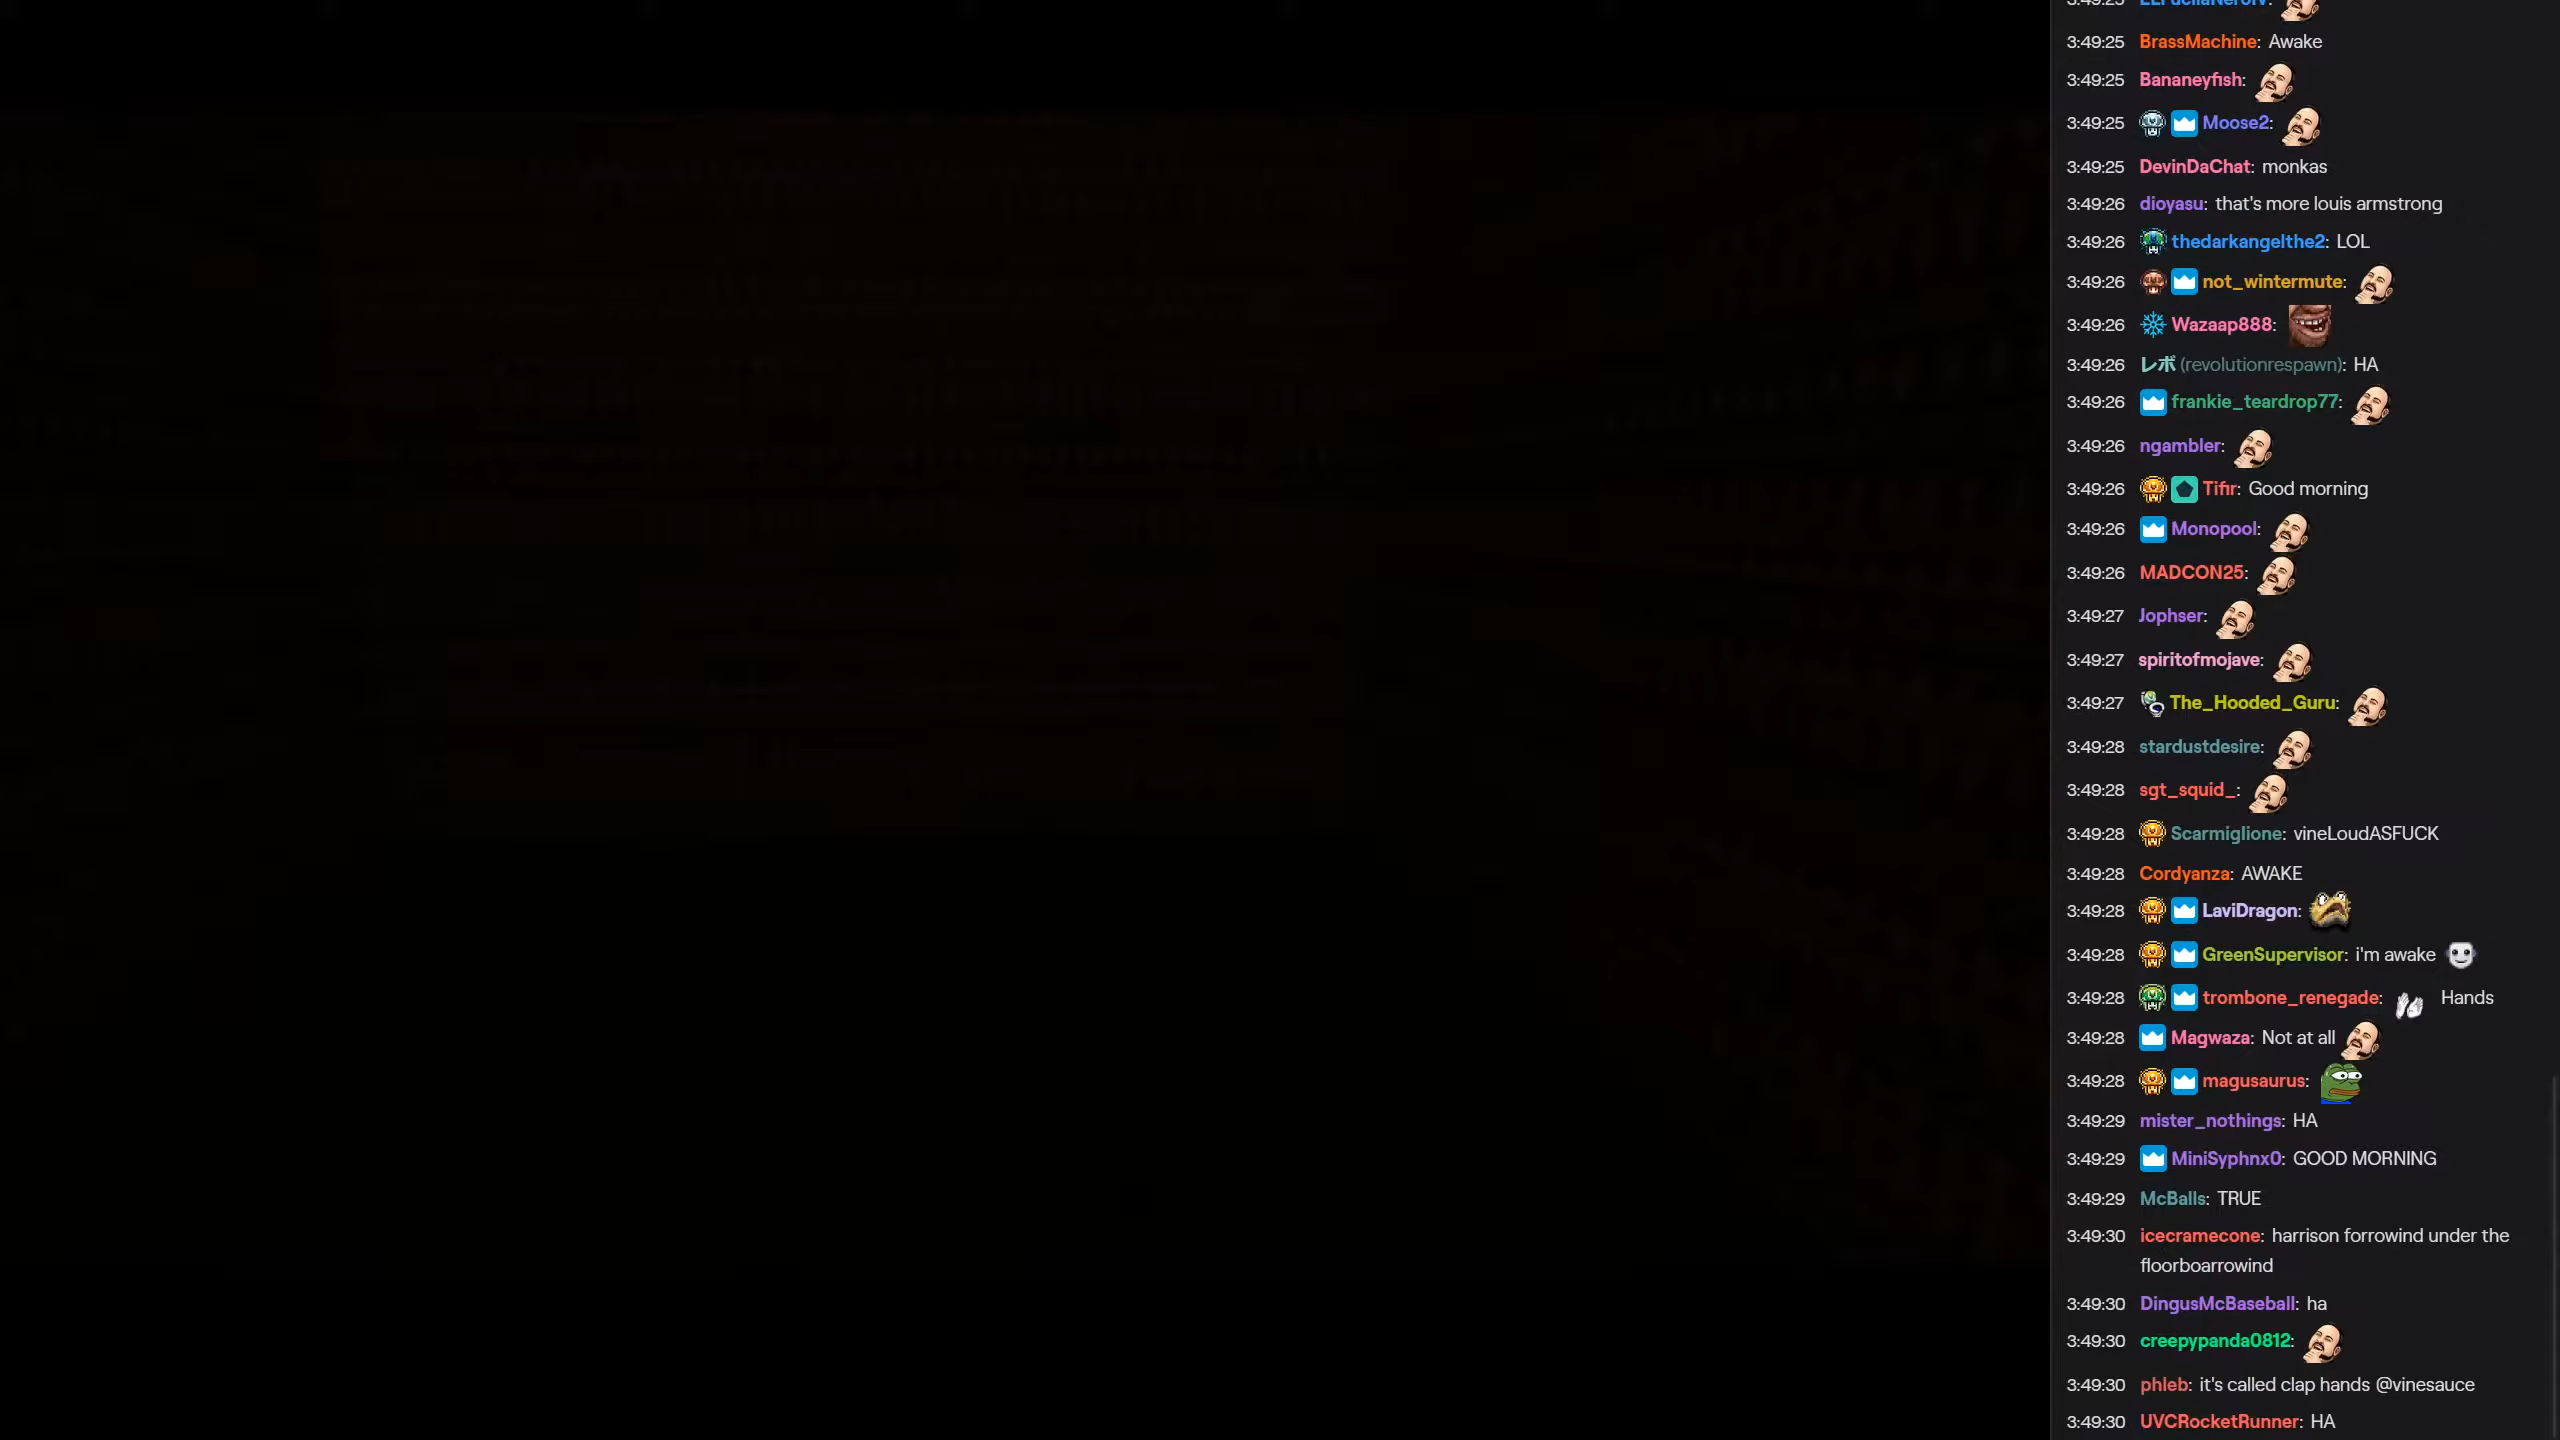 3:49:25 BrassMachine: Awake
3:49:25 Bananeyfish:
3:49:25 Moose2:
3:49:25 DevinDaChat: monkas
3:49:26 dioyasu: that's more louis armstrong
3:49:26 thedarkangelthe2: LOL
3:49:26 not_wintermute:
3:49:26 Wazaap888:
3:49:26 レボ (revolutionrespawn): HA
3:49:26 frankie_teardrop77:
3:49:26 ngambler:
3:49:26 Tifir: Good morning
3:49:26 Monopool:
3:49:26 MADCON25:
3:49:27 Jophser:
3:49:27 spiritofmojave:
3:49:27 The_Hooded_Guru:
3:49:28 stardustdesire:
3:49:28 sgt_squid_:
3:49:28 Scarmiglione: vineLoudASFUCK
3:49:28 Cordyanza: AWAKE
3:49:28 LaviDragon:
3:49:28 GreenSupervisor: i'm awake
3:49:28 trombone_renegade: Hands
3:49:28 Magwaza: Not at all
3:49:28 magusaurus:
3:49:29 mister_nothings: HA
3:49:29 MiniSyphnx0: GOOD MORNING
3:49:29 McBalls: TRUE
3:49:30 icecramecone: harrison forrowind under the
floorboarrowind
3:49:30 DingusMcBaseball: ha
3:49:30 creepypanda0812:
3:49:30 phleb: it's called clap hands @vinesauce
3:49:30 UVCRocketRunner: HA